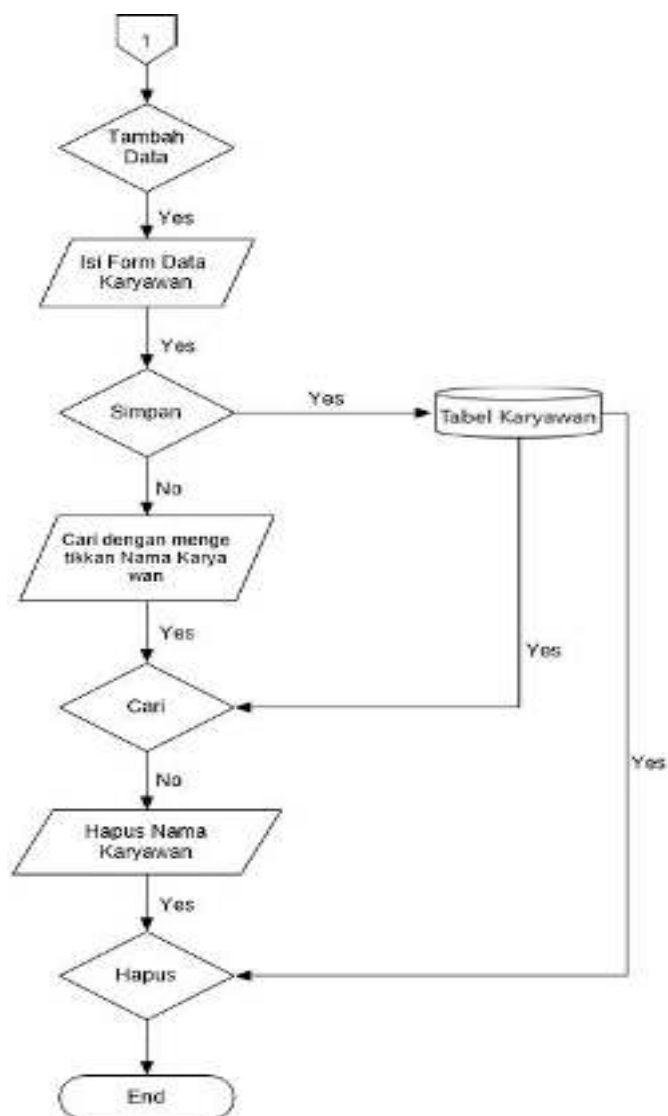 1
Tambah
Data
Yes
Isi Form Data
Karyawan
Yes
Simpan
Yes
Tabel Karyawan
No
Cari dengan menge
tikkan Nama Karya
wan
Yes
Yes
Cari
No
Yes
Hapus Nama
Karyawan
Yes
Hapus
End